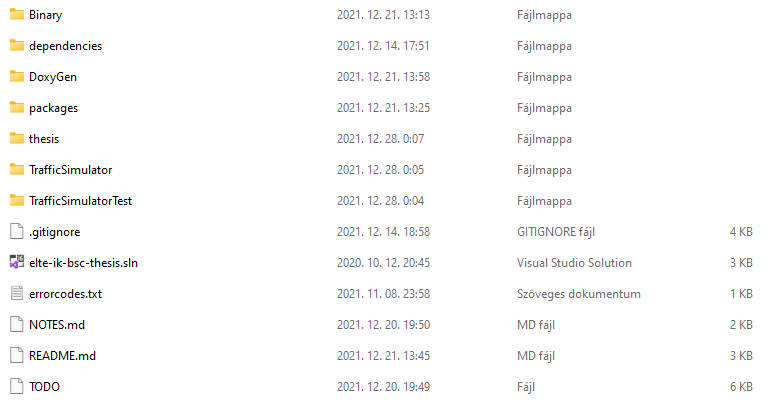 Binary 2021. 12. 21. 13:13 Fájlmappa
dependencies 2021. 12. 14. 17:51 Fájlmappa
DoxyGen 2021. 12. 21. 13:58 Fájlmappa
packages 2021. 12. 21. 13:25 Fájlmappa
thesis 2021. 12. 28. 0:07 Fájlmappa
TrafficSimulator 2021. 12. 28. 0:05 Fájlmappa
TrafficSimulatorTest 2021. 12. 28. 0:04 Fájlmappa
.gitignore 2021. 12. 14. 18:58 GITIGNORE fájl 4 KB
elte-ik-bsc-thesis.sln 2020. 10. 12. 20:45 Visual Studio Solution 3 KB
errorcodes.txt 2021. 11. 08. 23:58 Szöveges dokumentum 1 KB
NOTES.md 2021. 12. 20. 19:50 MD fájl 2 KB
README.md 2021. 12. 21. 13:45 MD fájl 3 KB
TODO 2021. 12. 20. 19:49 Fájl 6 KB